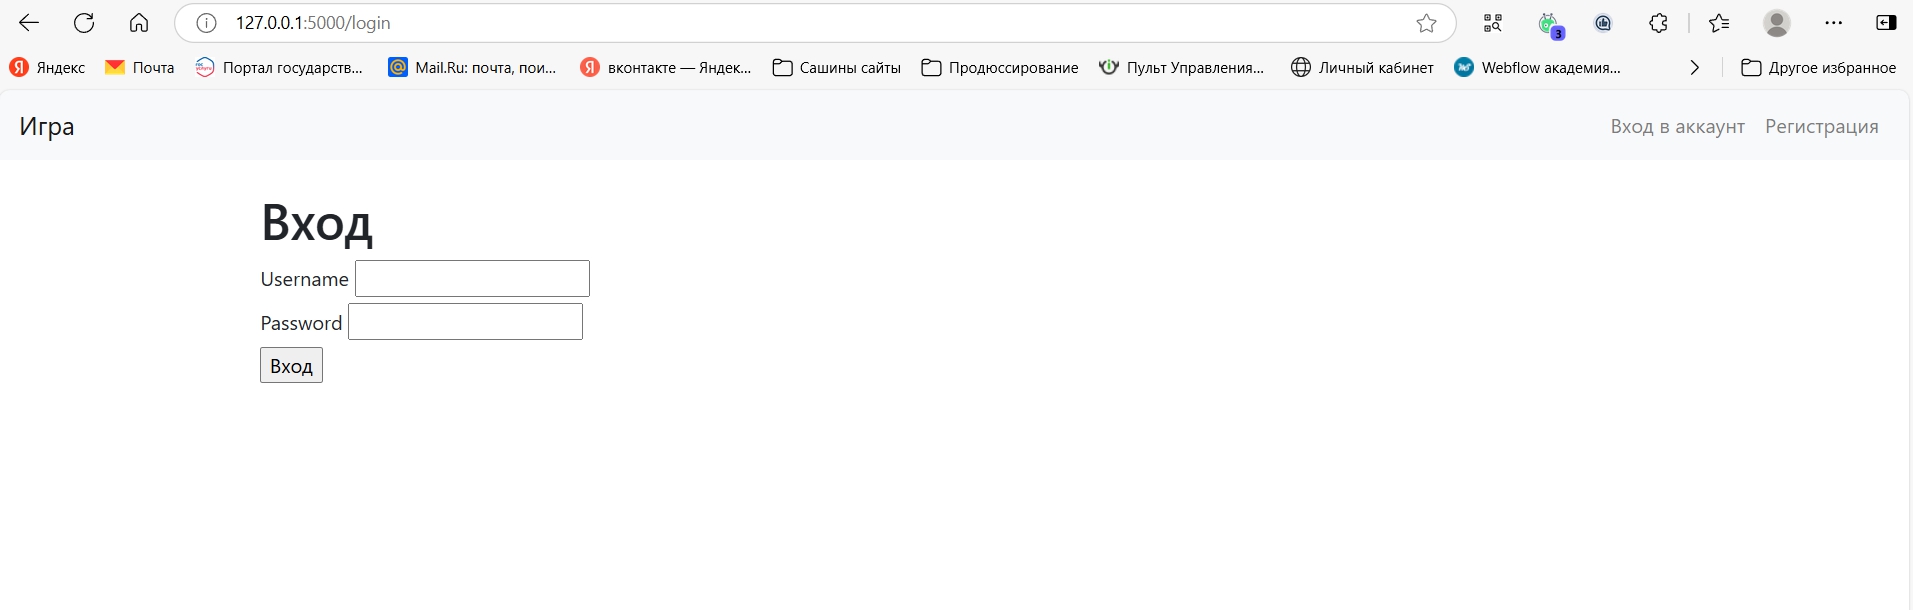 127.0.0.1:5000/login
3
Яндекс Почта Портал государств... Mail.Ru: почта, пои... вконтакте — Яндек... Сашины сайты Продюссирование Пульт Управления... Личный кабинет Webflow академия... Другое избранное
Игра Вход в аккаунт Регистрация
Вход
Username
Password
Вход